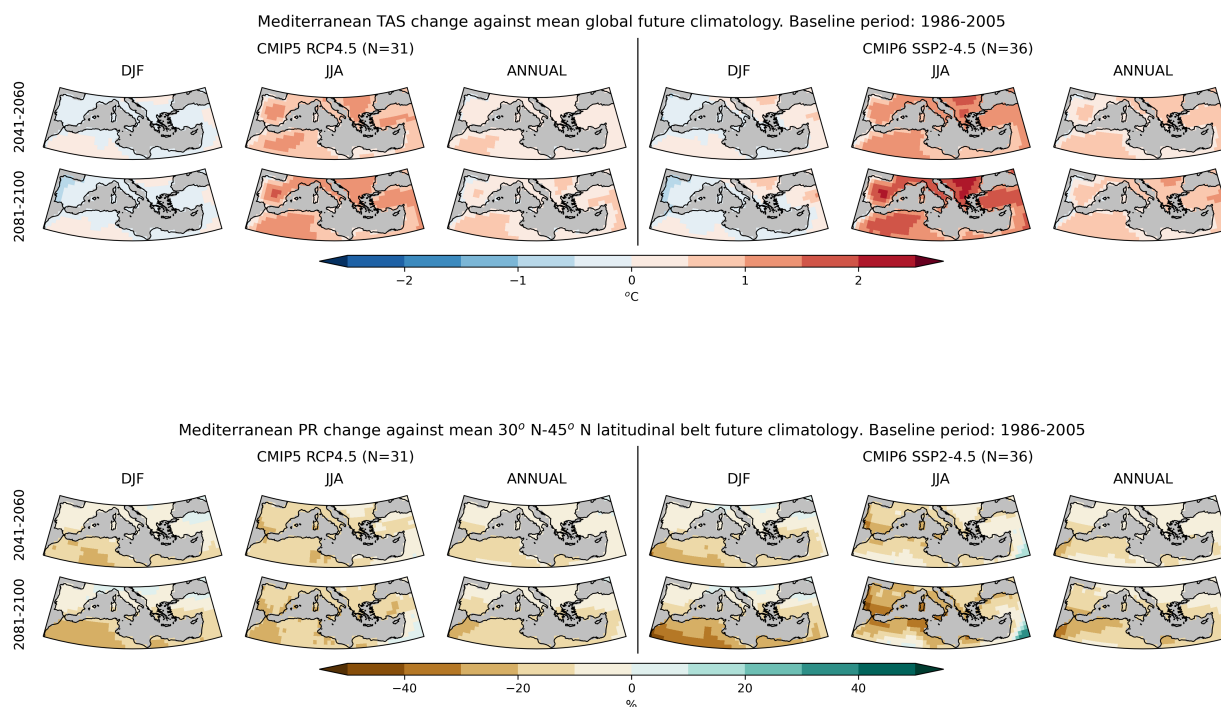 Mediterranean TAS change against mean global future climatology. Baseline period: 1986-2005
CMIP5 RCP4.5 (N=31)
CMIP6 SSP2-4.5 (N=36)
DJF
JJA
ANNUAL
DJF
JJA
ANNUAL
2041-2060
2081-2100
−2
−1
0
1
2
°C
Mediterranean PR change against mean 30° N-45° N latitudinal belt future climatology. Baseline period: 1986-2005
CMIP5 RCP4.5 (N=31)
CMIP6 SSP2-4.5 (N=36)
DJF
JJA
ANNUAL
DJF
JJA
ANNUAL
2041-2060
2081-2100
−40
−20
0
20
40
%